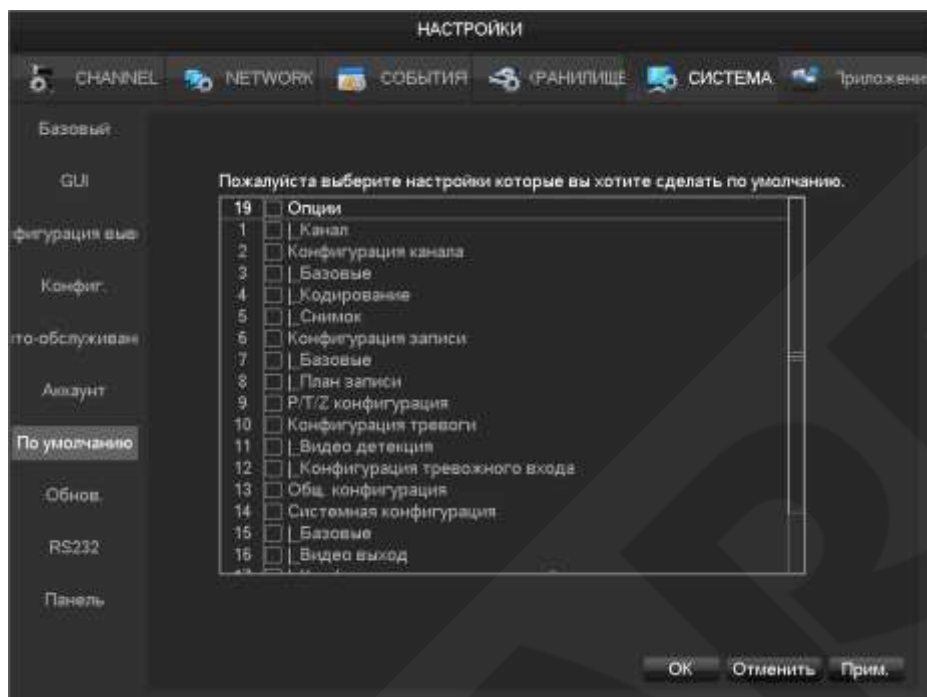 НАСТРОЙКИ
CHANNEL NETWORK СОБЫТИЯ ХРАНИЛИЩЕ СИСТЕМА Приложени
Базовый
GUI
фигурация выв
Конфиг.
то-обслуживан
Аккаунт
По умолчанию
Обнов.
RS232
Панель
Пожалуйста выберите настройки которые вы хотите сделать по умолчанию.
19 Опции
1 |_Канал
2 Конфигурация канала
3 |_Базовые
4 |_Кодирование
5 |_Снимок
6 Конфигурация записи
7 |_Базовые
8 |_План записи
9 P/T/Z конфигурация
10 Конфигурация тревоги
11 |_Видео детекция
12 |_Конфигурация тревожного входа
13 Общ. конфигурация
14 Системная конфигурация
15 |_Базовые
16 |_Видео выход
OK Отменить Прим.